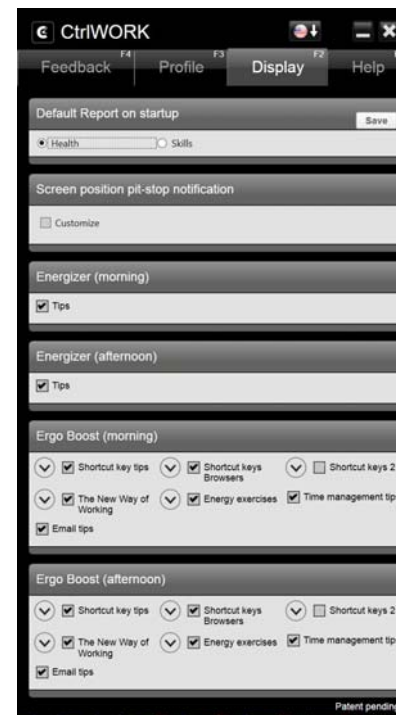 CtrlWORK
F4 F3 F2
Feedback Profile Display Help
Default Report on startup
Save
Health Skills
Screen position pit-stop notification
Customize
Energizer (morning)
Tips
Energizer (afternoon)
Tips
Ergo Boost (morning)
Shortcut key tips Shortcut keys Browsers Shortcut keys 2
The New Way of Working Energy exercises Time management tip
Email tips
Ergo Boost (afternoon)
Shortcut key tips Shortcut keys Browsers Shortcut keys 2
The New Way of Working Energy exercises Time management tip
Email tips
Patent pending